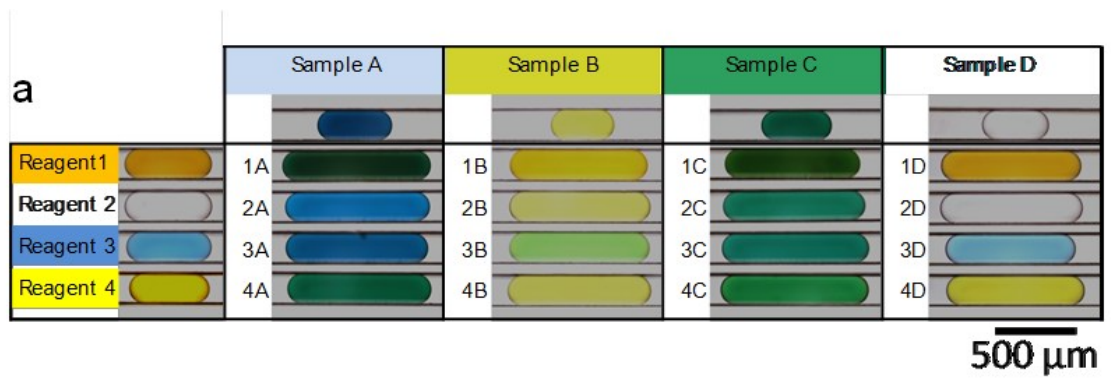 a
Sample A Sample B Sample C Sample D
Reagent1 1A 1B 1C 1D
Reagent 2 2A 2B 2C 2D
Reagent 3 3A 3B 3C 3D
Reagent 4 4A 4B 4C 4D
500 µm